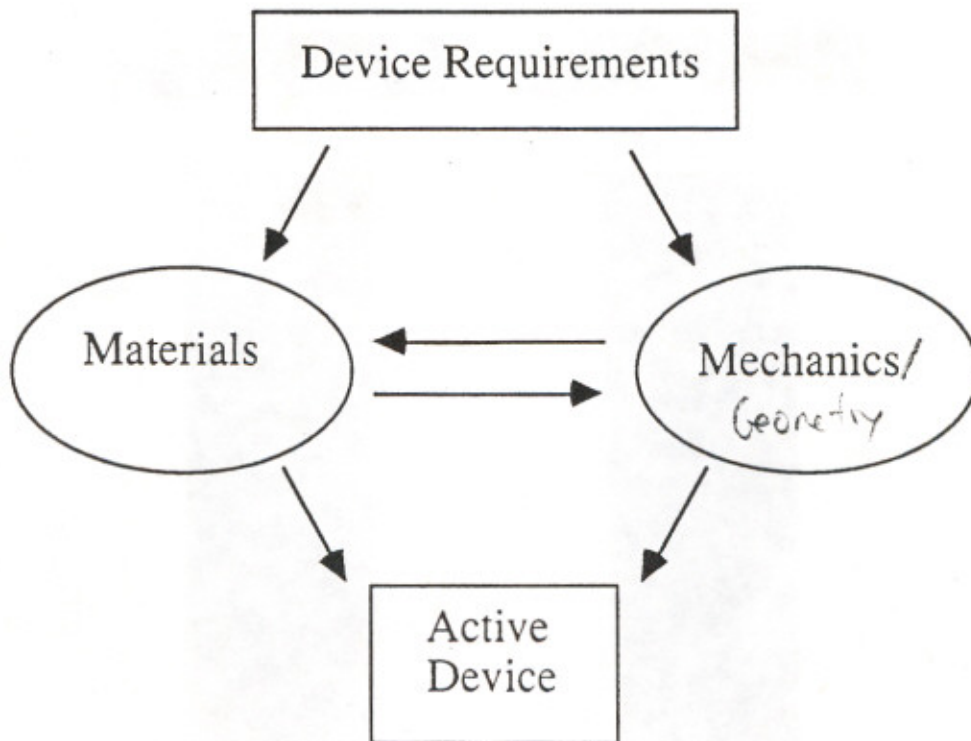 Device Requirements
Materials
Mechanics/
Geometry
Active
Device